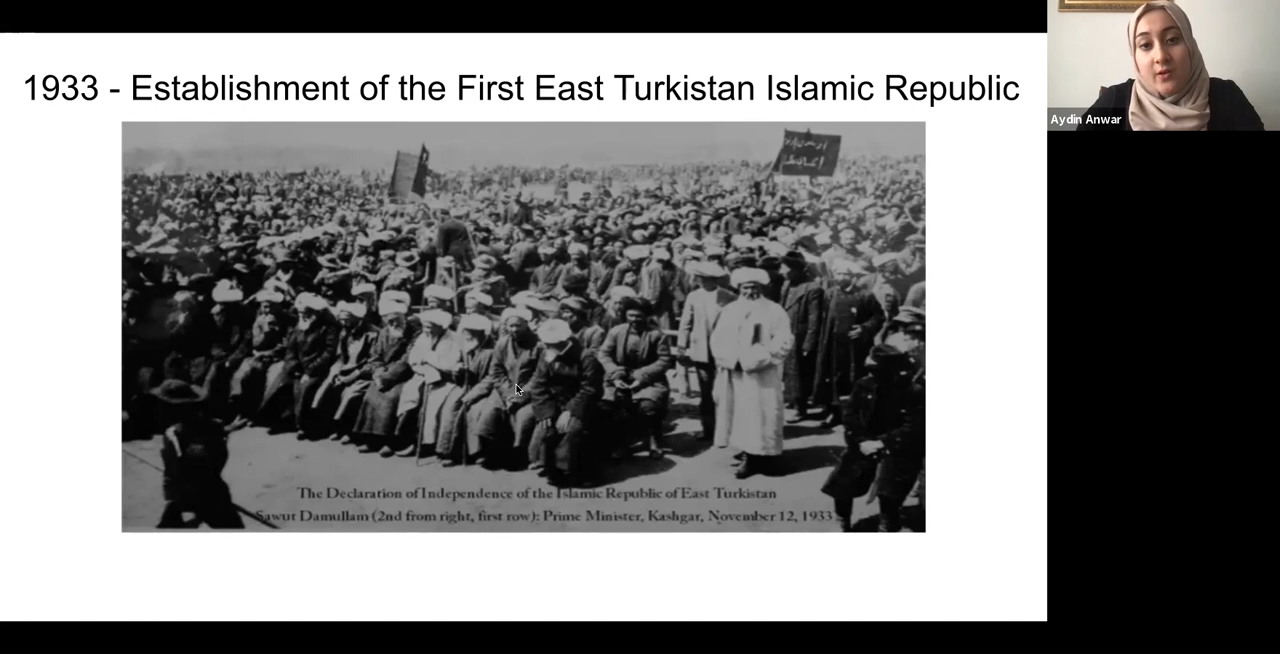 1933 - Establishment of the First East Turkistan Islamic Republic
Aydin Anwar
The Declaration of Independence of the Islamic Republic of East Turkistan
Sawut Damullam (2nd from right, first row): Prime Minister, Kashgar, November 12, 1933